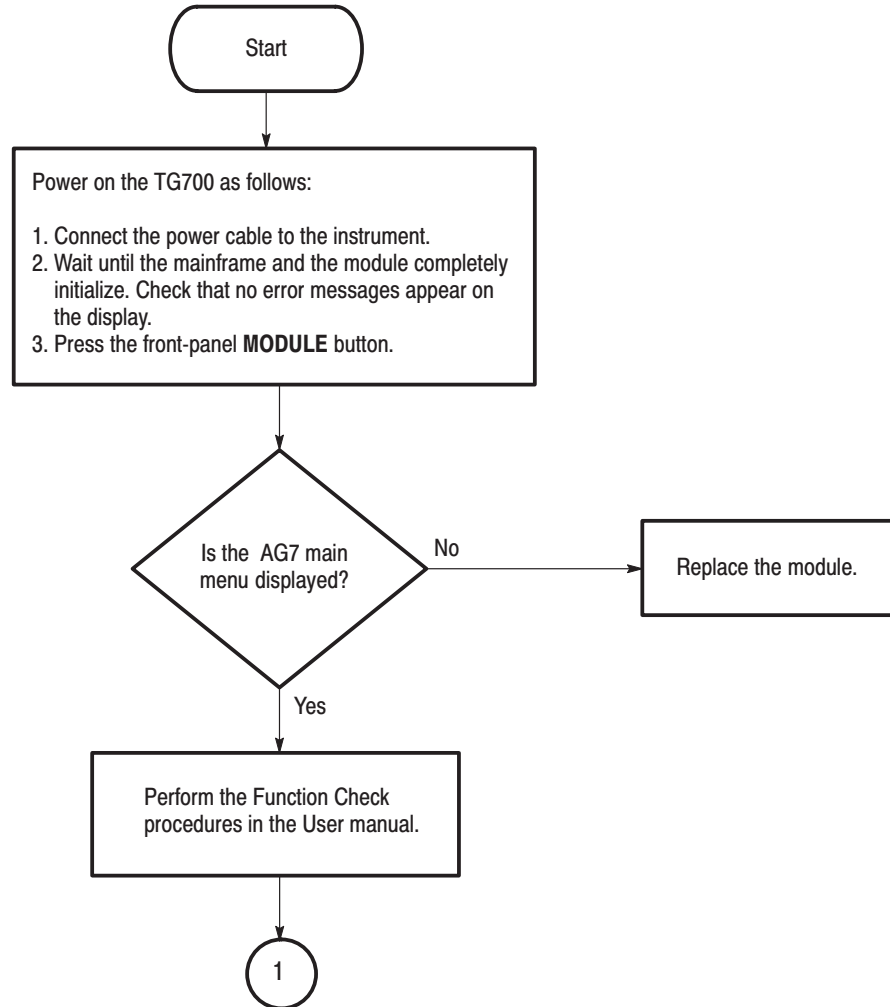 Start
Power on the TG700 as follows:
1. Connect the power cable to the instrument.
2. Wait until the mainframe and the module completely
initialize. Check that no error messages appear on
the display.
3. Press the front-panel MODULE button.
Is the AG7 main
menu displayed?
No
Replace the module.
Yes
Perform the Function Check
procedures in the User manual.
1